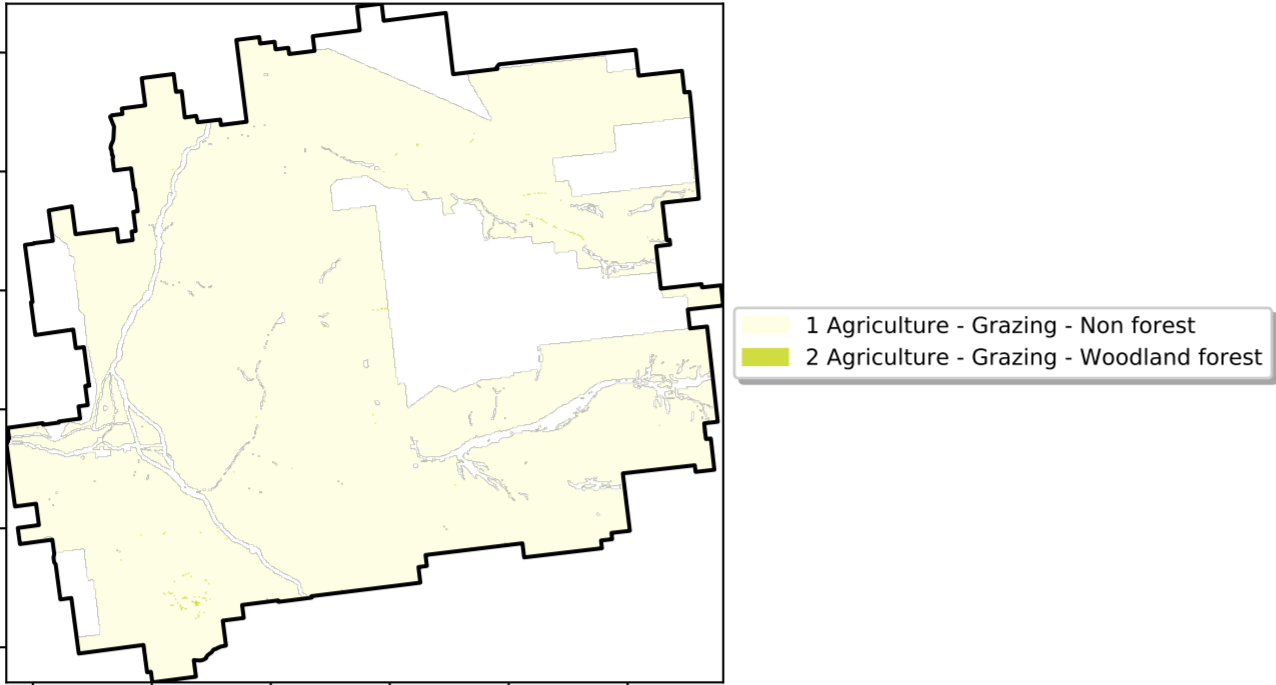 1 Agriculture - Grazing - Non forest
2 Agriculture - Grazing - Woodland forest